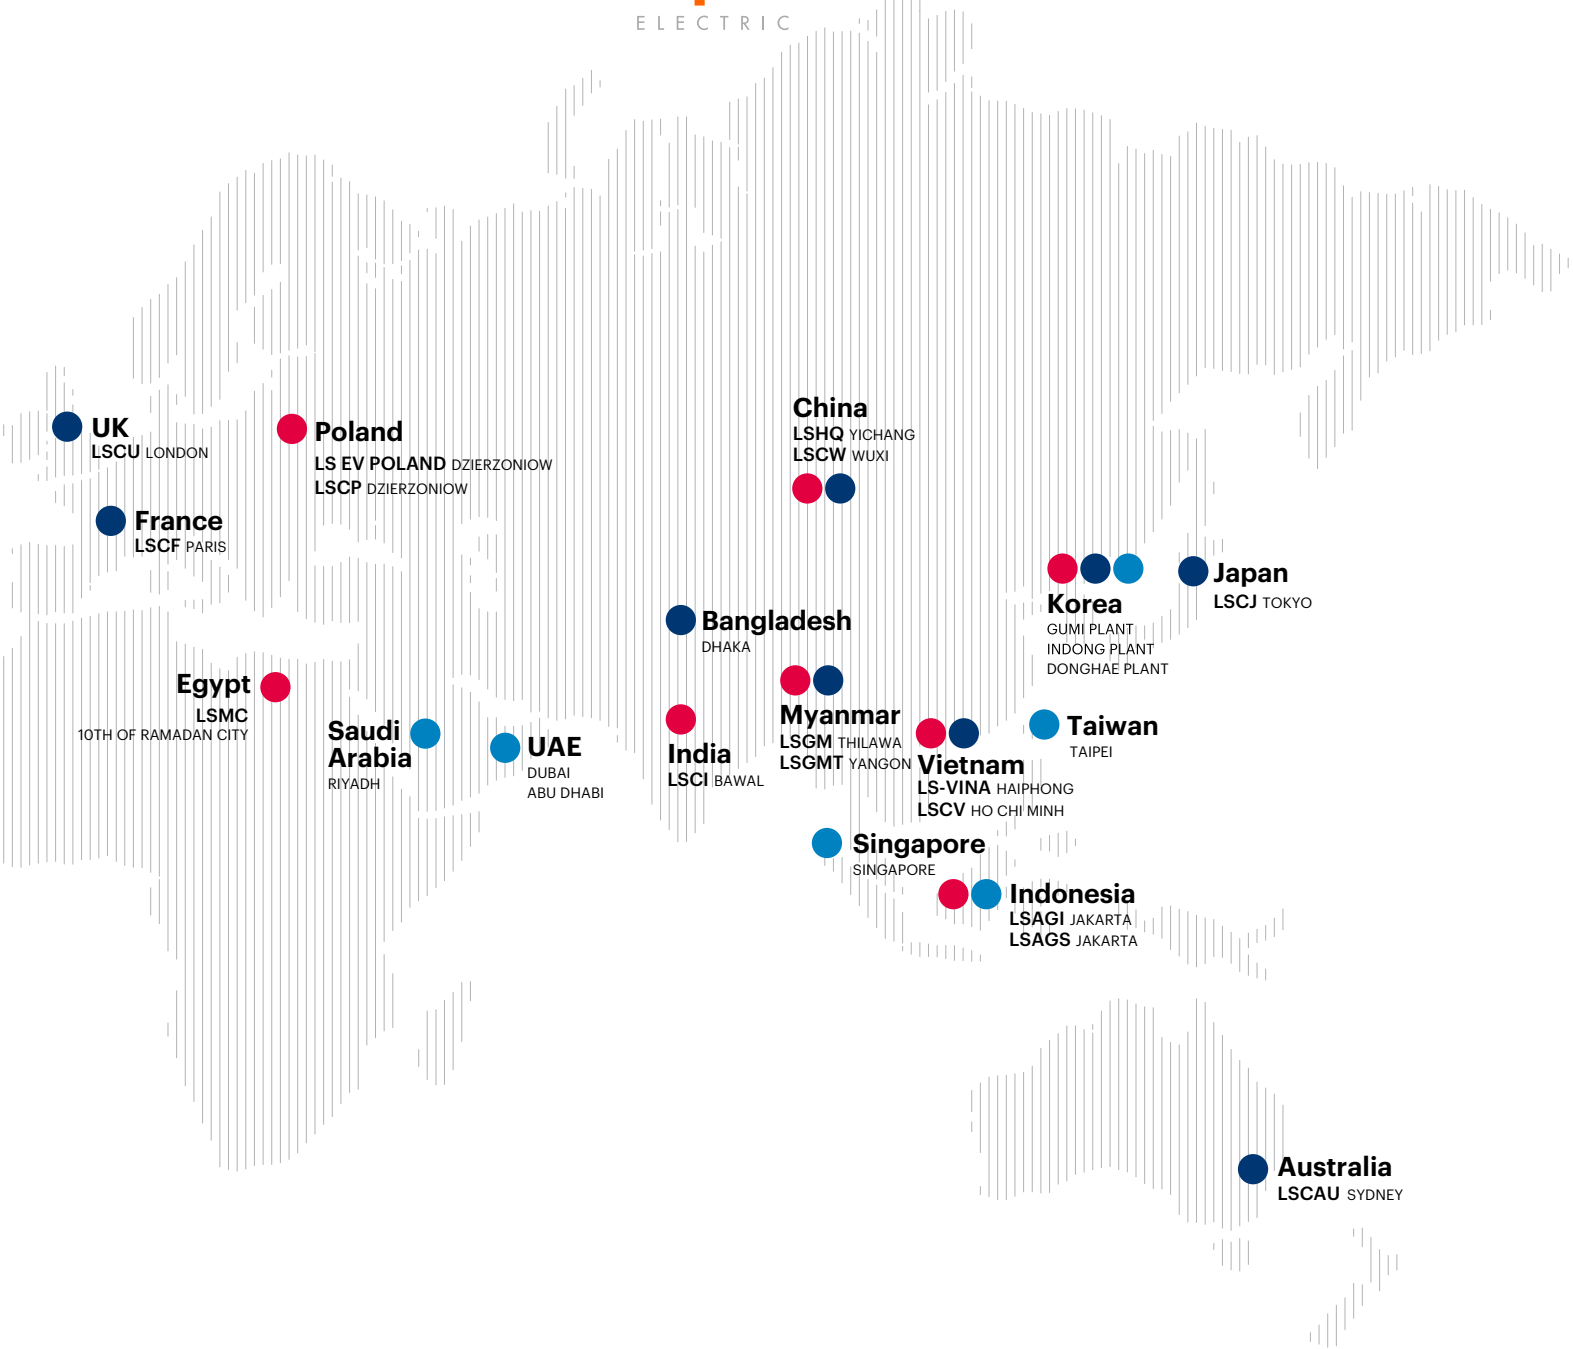 ELECTRIC
UK
LSCU LONDON
Poland
LS EV POLAND DZIERZONIOW
LSCP DZIERZONIOW
France
LSCF PARIS
China
LSHQ YICHANG
LSCW WUXI
Japan
LSCJ TOKYO
Korea
GUMI PLANT
INDONG PLANT
DONGHAE PLANT
Bangladesh
DHAKA
Egypt
LSMC
10TH OF RAMADAN CITY
Saudi
Arabia
RIYADH
UAE
DUBAI
ABU DHABI
India
LSCI BAWAL
Myanmar
LSGM THILAWA
LSGMT YANGON
Vietnam
LS-VINA HAIPHONG
LSCV HO CHI MINH
Taiwan
TAIPEI
Singapore
SINGAPORE
Indonesia
LSAGI JAKARTA
LSAGS JAKARTA
Australia
LSCAU SYDNEY